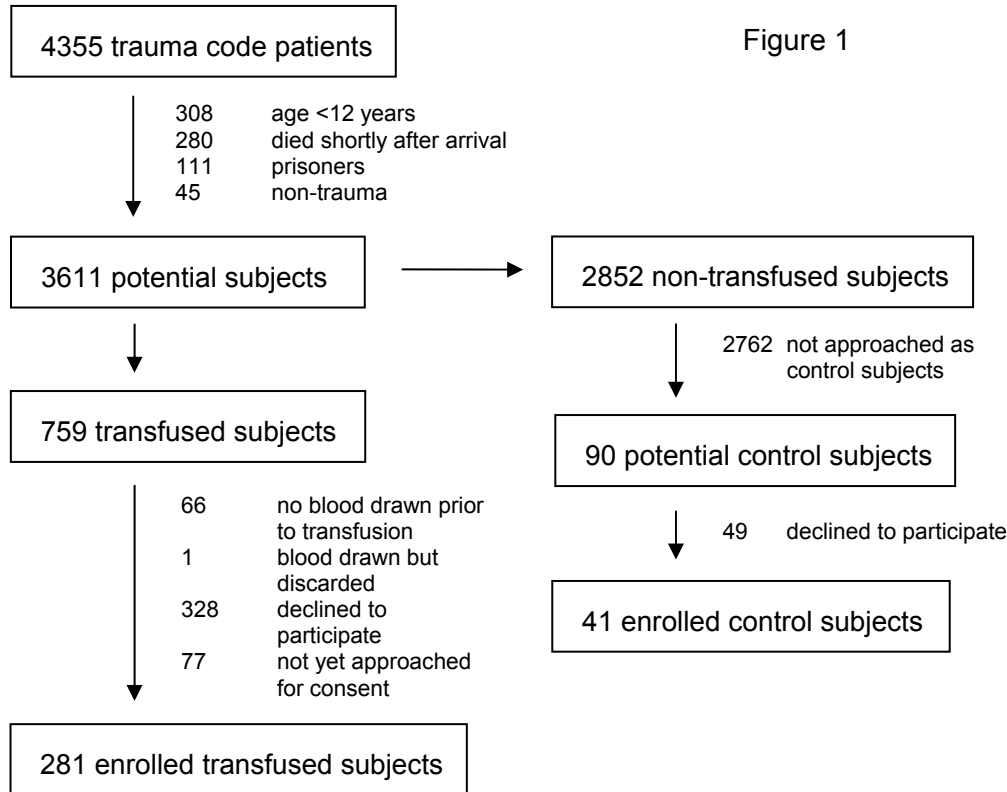 4355 trauma code patients
Figure 1
308 age <12 years
280 died shortly after arrival
111 prisoners
45 non-trauma
3611 potential subjects
2852 non-transfused subjects
2762 not approached as
control subjects
759 transfused subjects
90 potential control subjects
66 no blood drawn prior
to transfusion
1 blood drawn but
discarded
328 declined to
participate
77 not yet approached
for consent
49 declined to participate
41 enrolled control subjects
281 enrolled transfused subjects